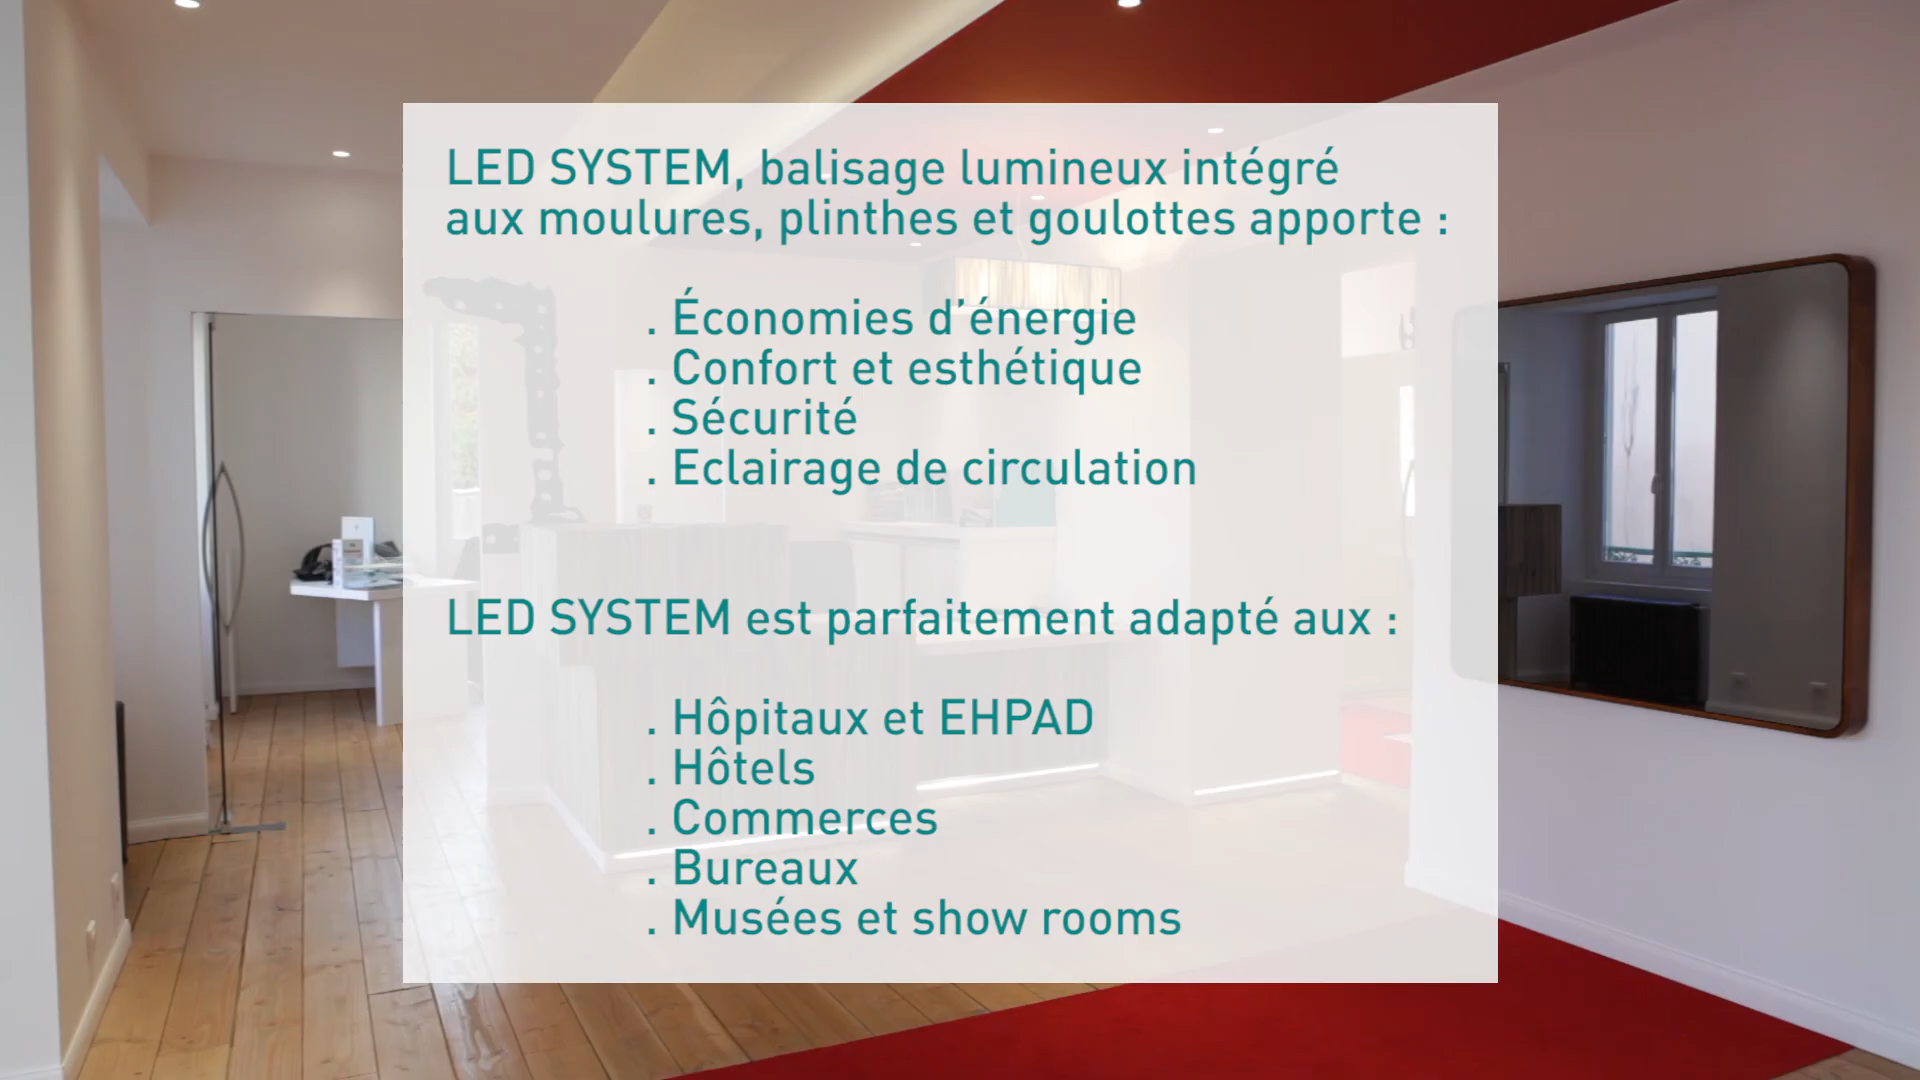 LED SYSTEM, balisage lumineux intégré
aux moulures, plinthes et goulottes apporte :
. Économies d'énergie
. Confort et esthétique
. Sécurité
. Eclairage de circulation
LED SYSTEM est parfaitement adapté aux :
. Hôpitaux et EHPAD
. Hôtels
. Commerces
. Bureaux
. Musées et show rooms